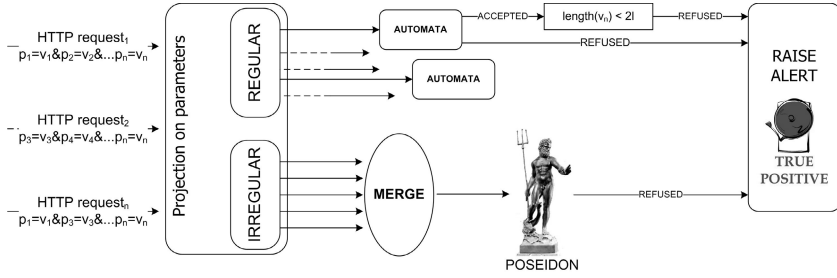 HTTP request1
p1=v1&p2=v2&...pn=vn
HTTP request2
p3=v3&p4=v4&...pn=vn
HTTP requestn
p1=v1&p3=v3&...pn=vn
Projection on parameters
REGULAR
IRREGULAR
AUTOMATA
ACCEPTED
length(vn) < 2l
REFUSED
REFUSED
AUTOMATA
MERGE
POSEIDON
REFUSED
RAISE
ALERT
TRUE
POSITIVE